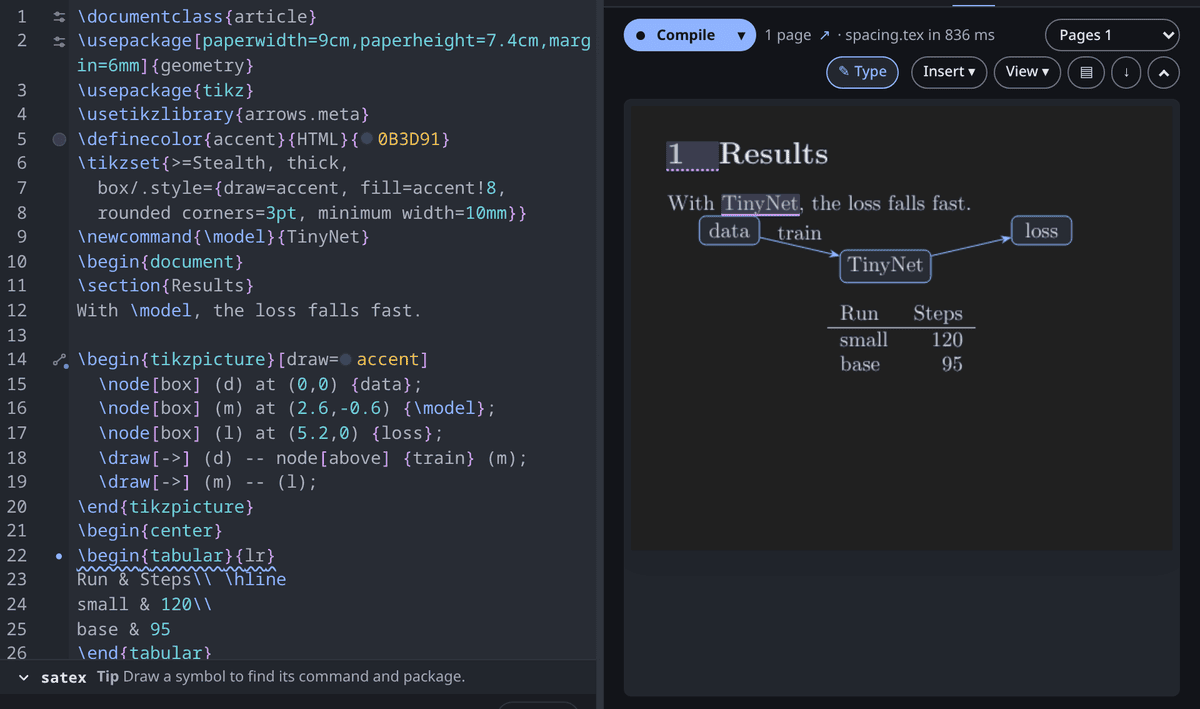 1 \documentclass{article}
2 \usepackage[paperwidth=9cm,paperheight=7.4cm,marg
in=6mm]{geometry}
3 \usepackage{tikz}
4 \usetikzlibrary{arrows.meta}
5 \definecolor{accent}{HTML}{0B3D91}
6 \tikzset{>=Stealth, thick,
7 box/.style={draw=accent, fill=accent!8,
8 rounded corners=3pt, minimum width=10mm}}
9 \newcommand{\model}{TinyNet}
10 \begin{document}
11 \section{Results}
12 With \model, the loss falls fast.
13
14 \begin{tikzpicture}[draw=accent]
15 \node[box] (d) at (0,0) {data};
16 \node[box] (m) at (2.6,-0.6) {\model};
17 \node[box] (l) at (5.2,0) {loss};
18 \draw[->] (d) -- node[above] {train} (m);
19 \draw[->] (m) -- (l);
20 \end{tikzpicture}
21 \begin{center}
22 \begin{tabular}{lr}
23 Run & Steps\\ \hline
24 small & 120\\
25 base & 95
26 \end{tabular}
satex Tip Draw a symbol to find its command and package.
Compile ▾ 1 page ↗ · spacing.tex in 836 ms Pages 1
✎ Type Insert ▾ View ▾ ▤ ↓
1 Results
With TinyNet, the loss falls fast.
data train loss
TinyNet
Run Steps
small 120
base 95